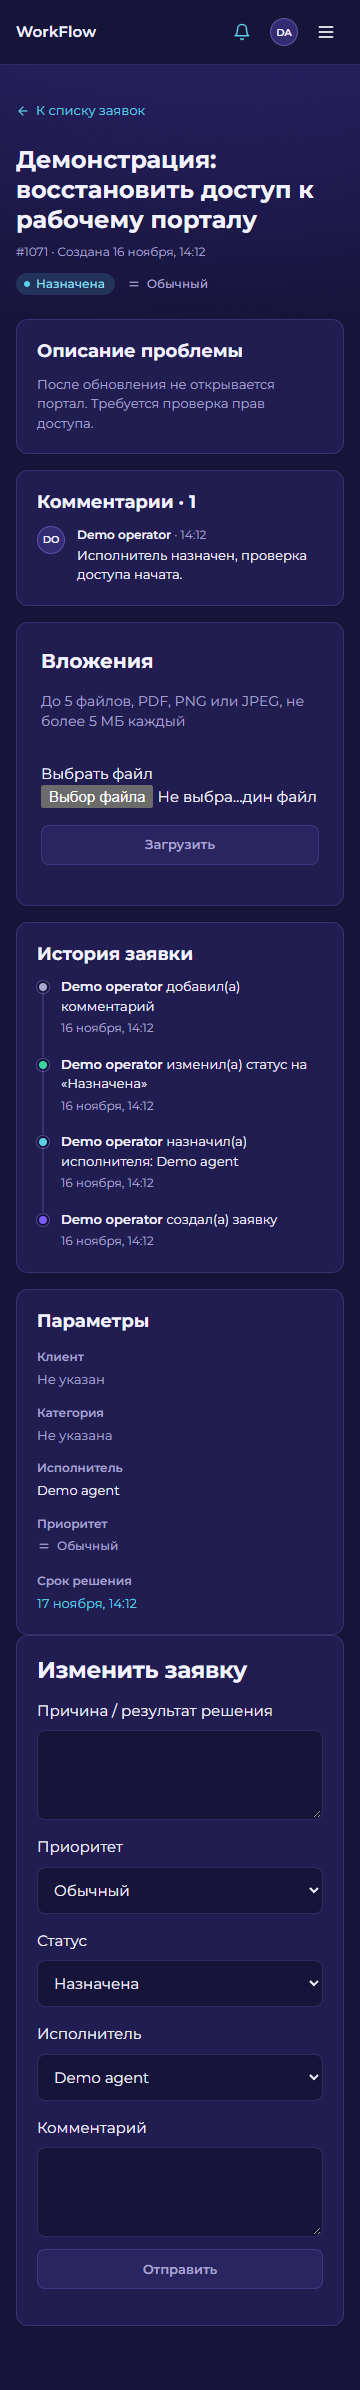 WorkFlow
DA
← К списку заявок
Демонстрация:
восстановить доступ к
рабочему порталу
#1071 · Создана 16 ноября, 14:12
Назначена
Обычный
Описание проблемы
После обновления не открывается
портал. Требуется проверка прав
доступа.
Комментарии · 1
DO
Demo operator · 14:12
Исполнитель назначен, проверка
доступа начата.
Вложения
До 5 файлов, PDF, PNG или JPEG, не
более 5 МБ каждый
Выбрать файл
Выбор файла Не выбра...дин файл
Загрузить
История заявки
Demo operator добавил(а)
комментарий
16 ноября, 14:12
Demo operator изменил(а) статус на
«Назначена»
16 ноября, 14:12
Demo operator назначил(а)
исполнителя: Demo agent
16 ноября, 14:12
Demo operator создал(а) заявку
16 ноября, 14:12
Параметры
Клиент
Не указан
Категория
Не указана
Исполнитель
Demo agent
Приоритет
Обычный
Срок решения
17 ноября, 14:12
Изменить заявку
Причина / результат решения
Приоритет
Обычный
Статус
Назначена
Исполнитель
Demo agent
Комментарий
Отправить